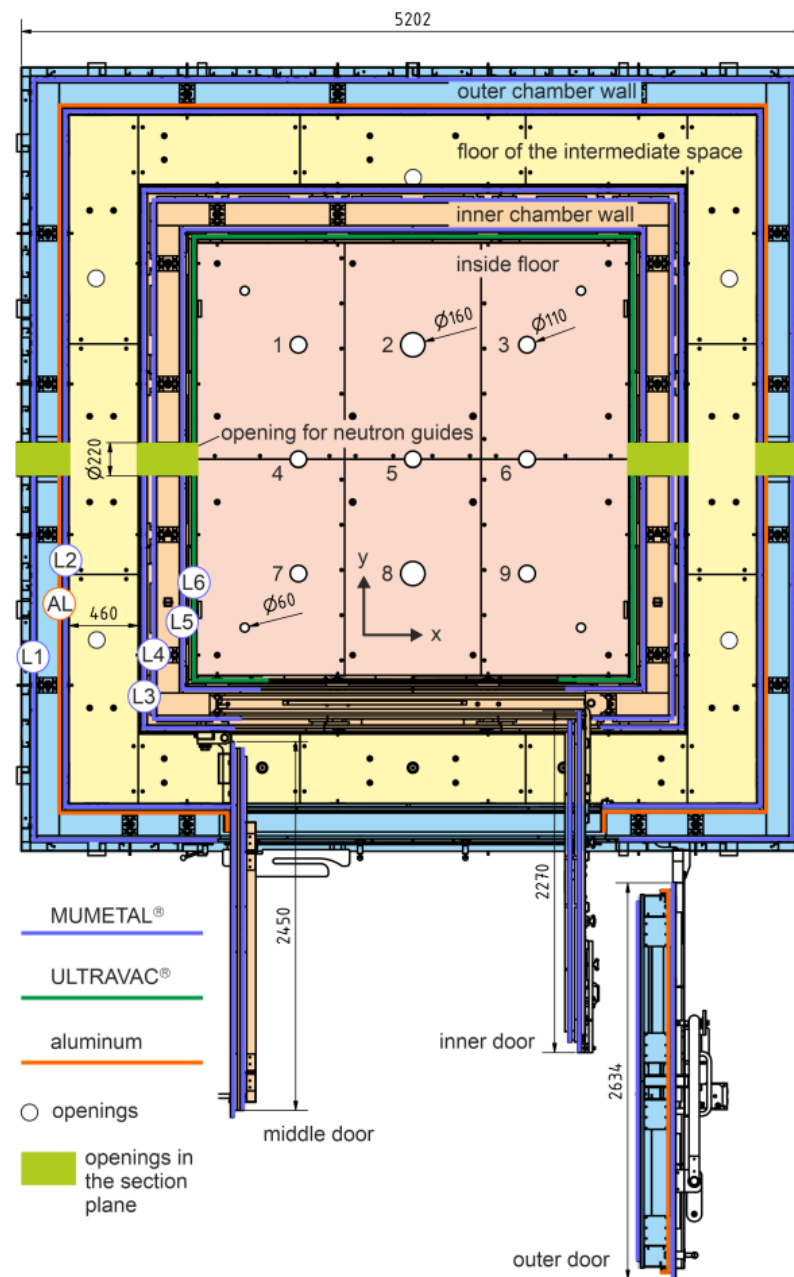 5202
outer chamber wall
floor of the intermediate space
inner chamber wall
inside floor
Ø160
Ø110
1
2
3
opening for neutron guides
Ø220
4
5
6
L2
y
7
8
9
L6
AL
460
Ø60
L5
x
L1
L4
L3
MUMETAL®
2450
2270
ULTRAVAC®
aluminum
inner door
2634
openings
middle door
openings in
the section
plane
outer door